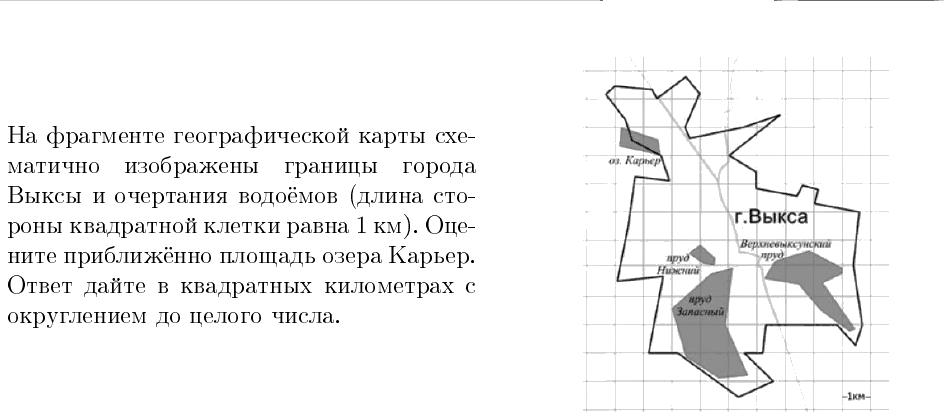 На фрагменте географической карты схе-
матично изображены границы города
Выксы и очертания водоёмов (длина сто-
роны квадратной клетки равна 1 км). Оце-
ните приближённо площадь озера Карьер.
Ответ дайте в квадратных километрах с
округлением до целого числа.
оз. Карьер
г.Выкса
Верхневыксунский
пруд
пруд
Нижний
пруд
Запасный
1км